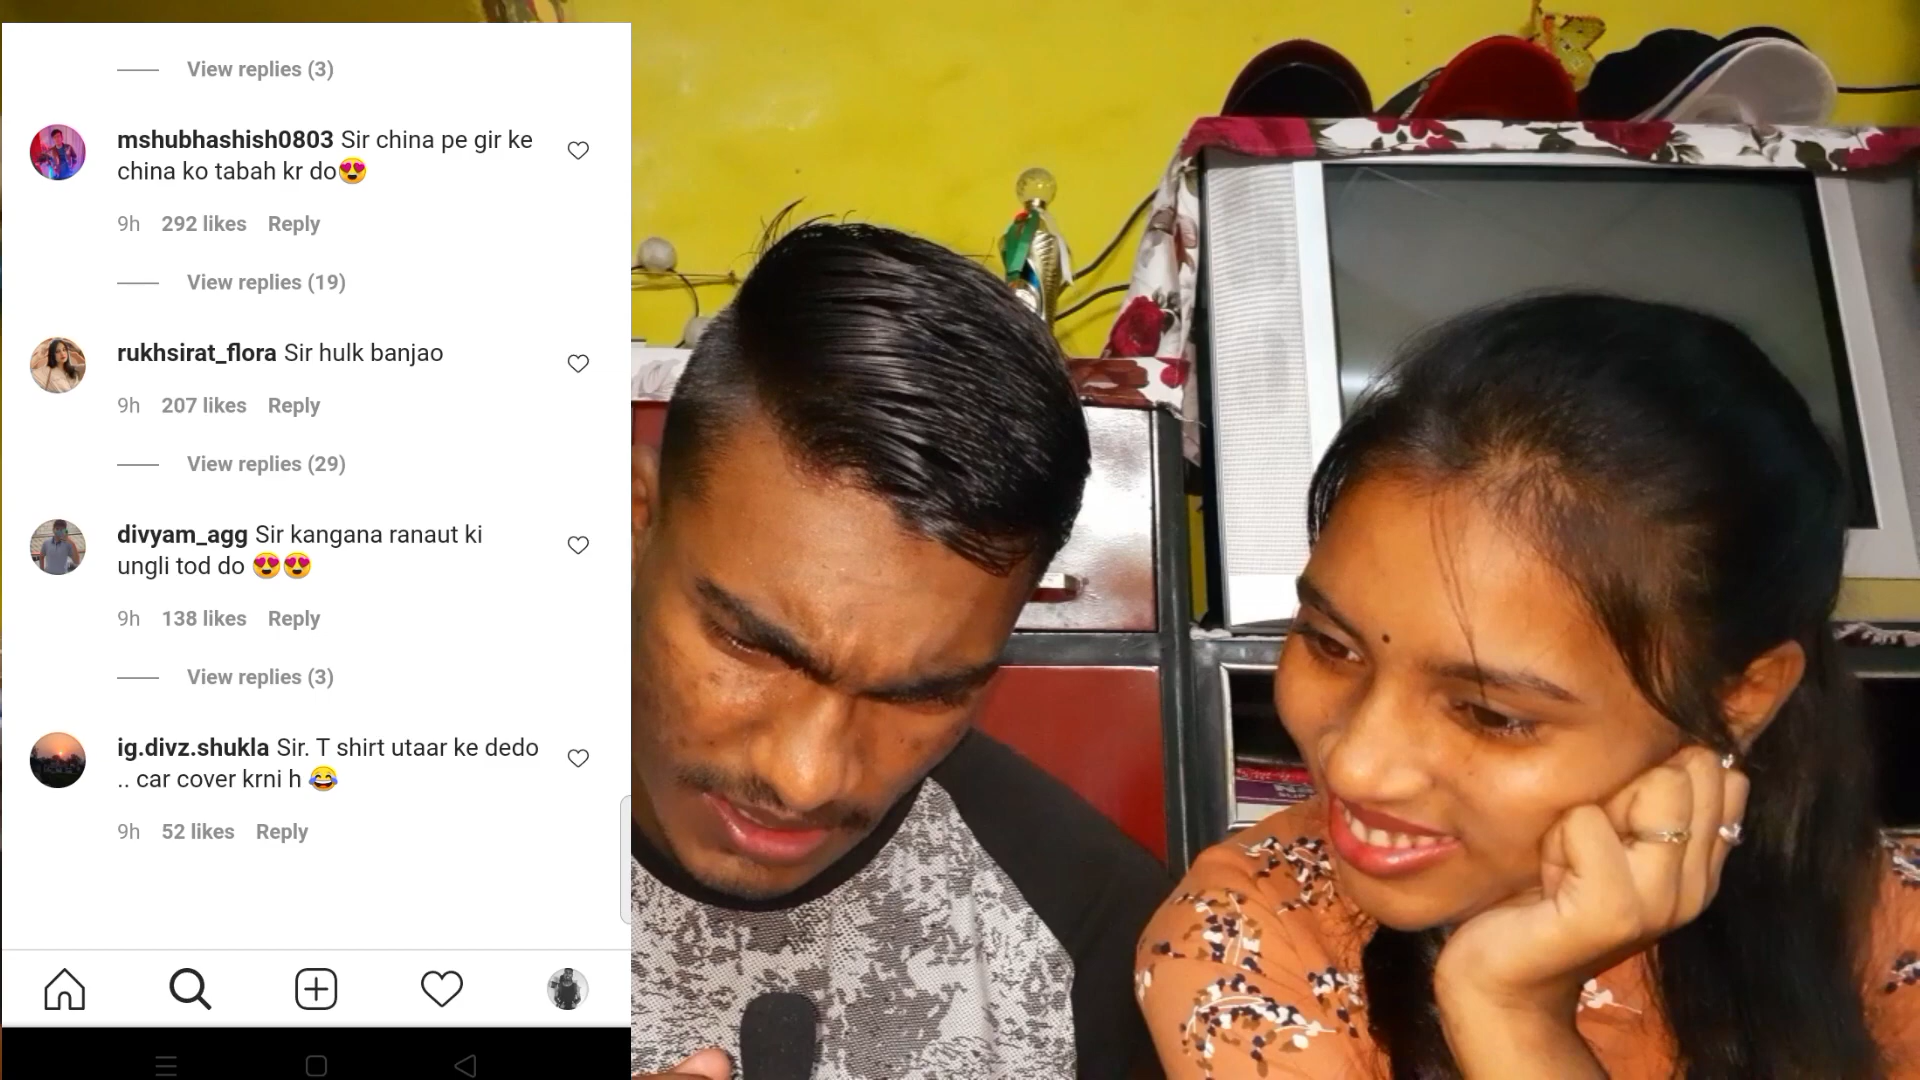 View replies (3)
mshubhashish0803 Sir china pe gir ke
china ko tabah kr do😍
9h 292 likes Reply
View replies (19)
rukhsirat_flora Sir hulk banjao
9h 207 likes Reply
View replies (29)
divyam_agg Sir kangana ranaut ki
ungli tod do 😍😍
9h 138 likes Reply
View replies (3)
ig.divz.shukla Sir. T shirt utaar ke dedo
.. car cover krni h 😂
9h 52 likes Reply